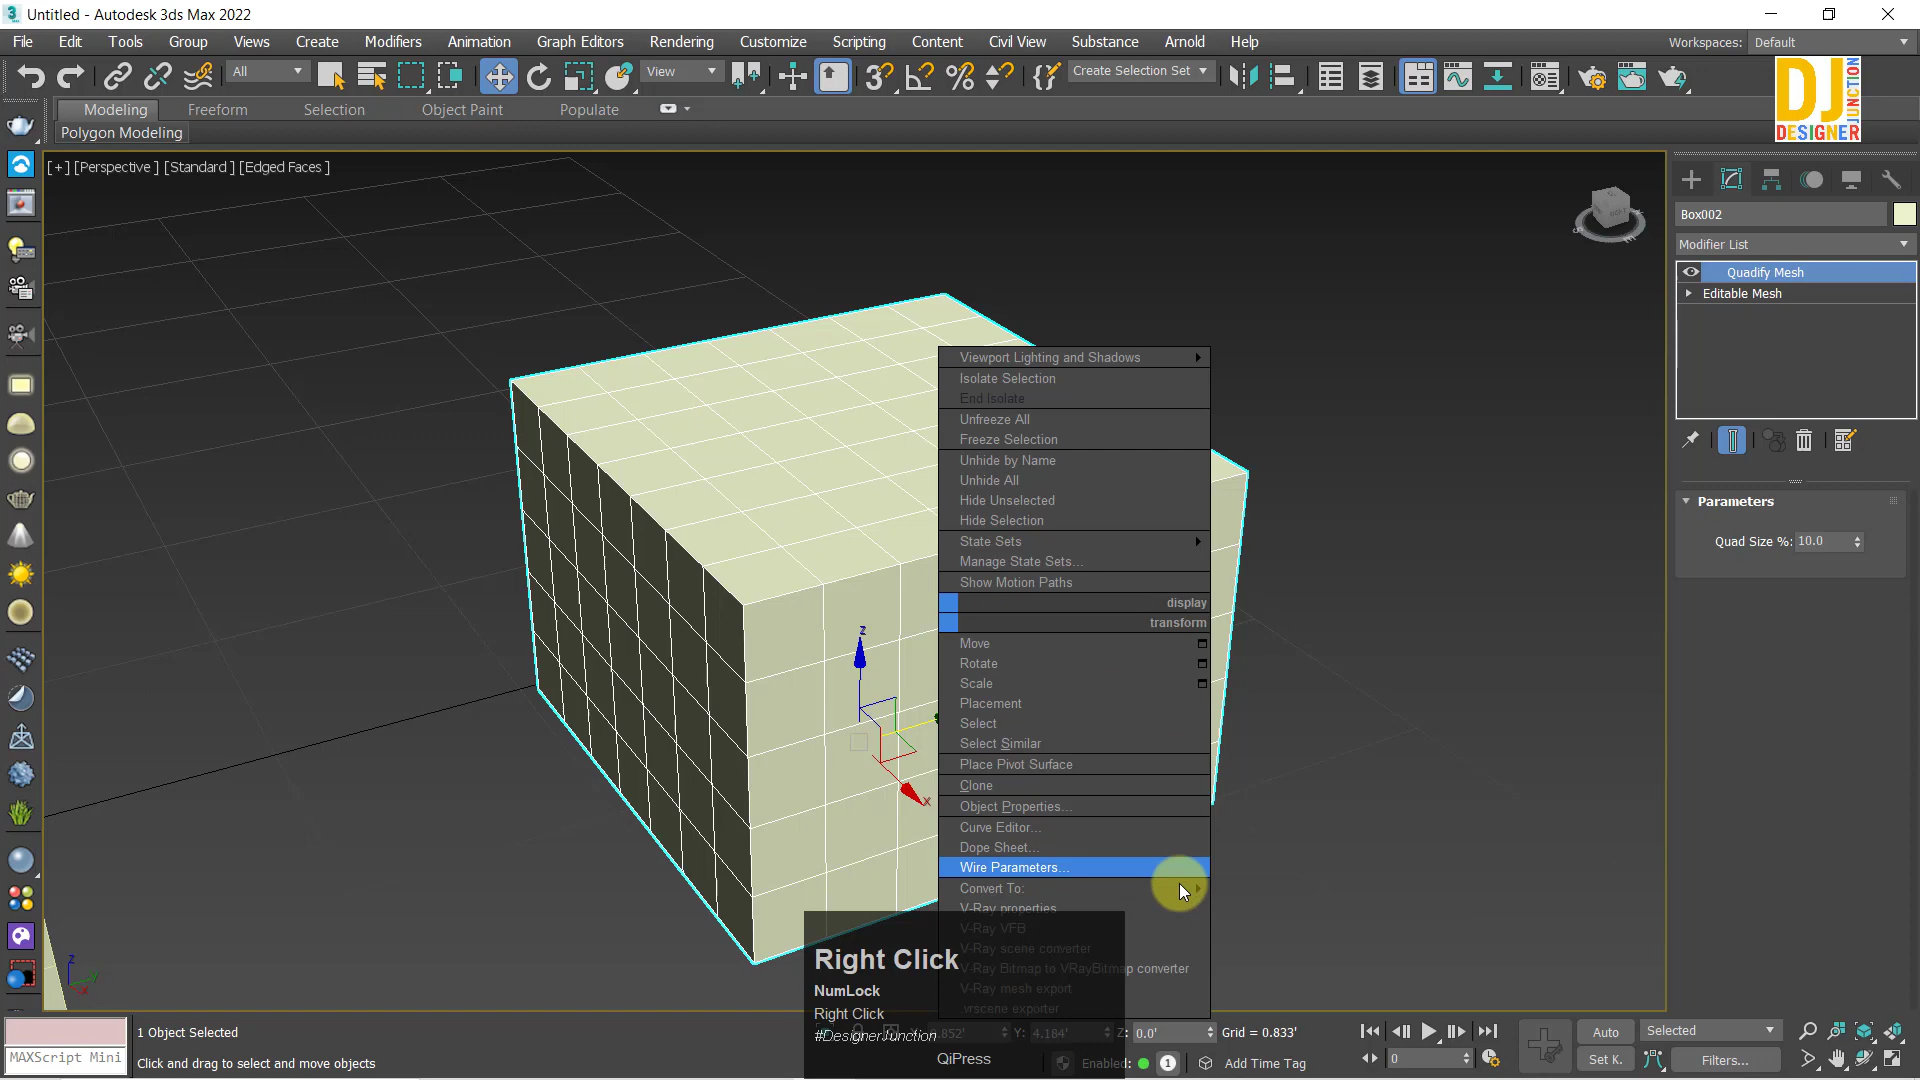 Untitled - Autodesk 3ds Max 2022
File Edit Tools Group Views Create Modifiers Animation Graph Editors Rendering Customize Scripting Content Civil View Substance Arnold Help Workspaces: Default
All View Create Selection Set
Modeling Freeform Selection Object Paint Populate
Polygon Modeling
DJ JUNCTION DESIGNER
[+] [Perspective ] [Standard ] [Edged Faces ]
Box002
Modifier List
Quadify Mesh
Editable Mesh
Parameters
Quad Size %: 10.0
Viewport Lighting and Shadows
Isolate Selection
End Isolate
Unfreeze All
Freeze Selection
Unhide by Name
Unhide All
Hide Unselected
Hide Selection
State Sets
Manage State Sets...
Show Motion Paths
display
transform
Move
Rotate
Scale
Placement
Select
Select Similar
Place Pivot Surface
Clone
Object Properties...
Curve Editor...
Dope Sheet...
Wire Parameters...
Convert To:
V-Ray properties
V-Ray VFB
V-Ray scene converter
V-Ray Bitmap to VRayBitmap converter
V-Ray mesh export
.vrscene exporter
z
x
Right Click
NumLock
Right Click
#DesignerJunction
QiPress
1 Object Selected
Click and drag to select and move objects
MAXScript Mini
Y: 4.184' Z: 0.0' Grid = 0.833'
Enabled: 1 Add Time Tag
0
Auto Selected
Set K. Filters...